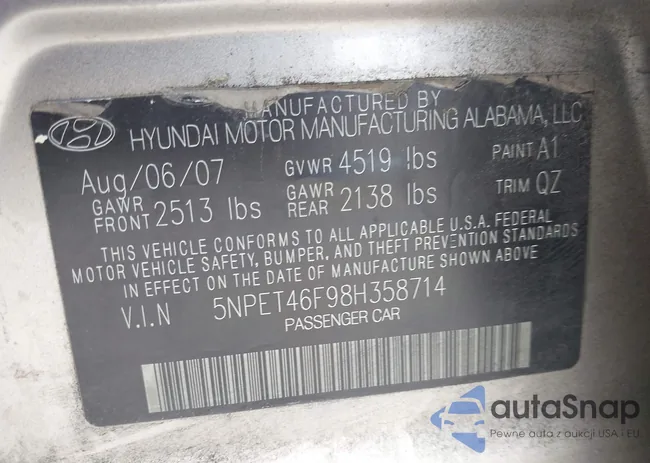 MANUFACTURED BY
HYUNDAI MOTOR MANUFACTURING ALABAMA, LLC
Aug/06/07 GVWR 4519 lbs PAINT A1
GAWR FRONT 2513 lbs GAWR REAR 2138 lbs TRIM QZ
THIS VEHICLE CONFORMS TO ALL APPLICABLE U.S.A. FEDERAL
MOTOR VEHICLE SAFETY, BUMPER, AND THEFT PREVENTION STANDARDS
IN EFFECT ON THE DATE OF MANUFACTURE SHOWN ABOVE
V.I.N 5NPET46F98H358714
PASSENGER CAR
autaSnap
Pewne auta z aukcji USA i EU